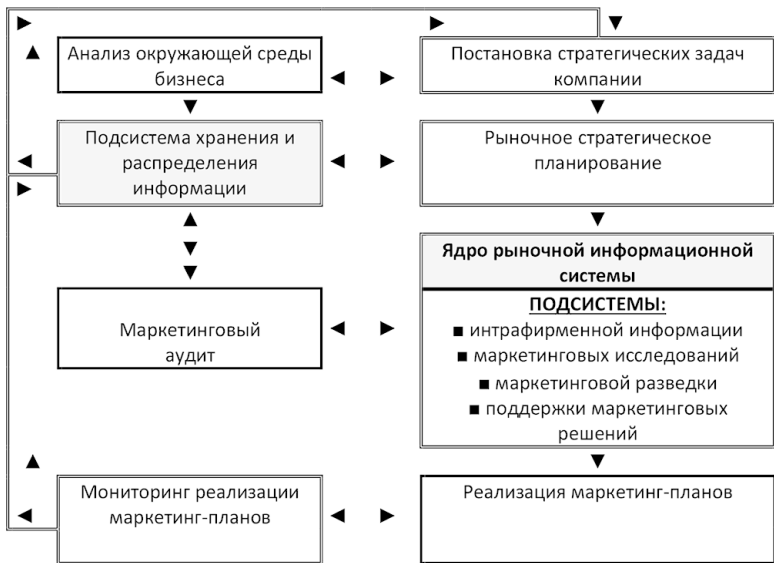 Анализ окружающей среды
бизнеса
Постановка стратегических задач
компании
Подсистема хранения и
распределения
информации
Рыночное стратегическое
планирование
Ядро рыночной информационной
системы
ПОДСИСТЕМЫ:
■ интрафирменной информации
■ маркетинговых исследований
■ маркетинговой разведки
■ поддержки маркетинговых
решений
Маркетинговый
аудит
Мониторинг реализации
маркетинг-планов
Реализация маркетинг-планов